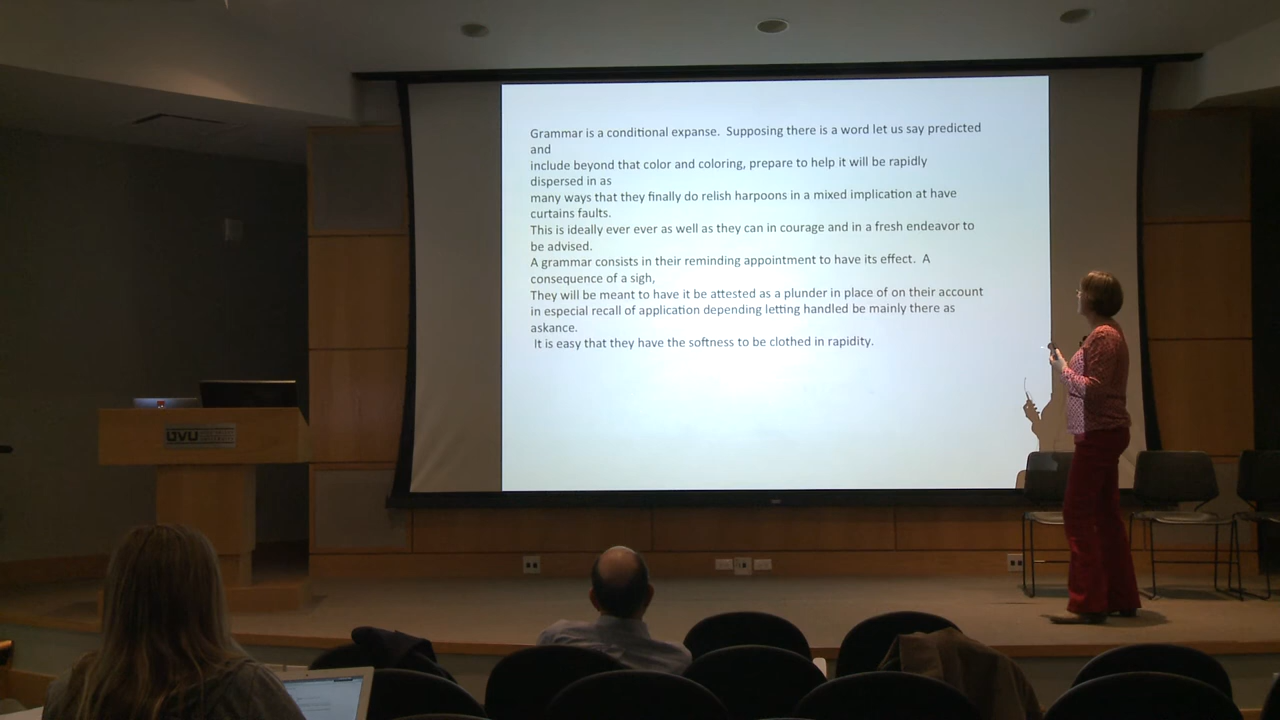 Grammar is a conditional expanse.  Supposing there is a word let us say predicted
and
include beyond that color and coloring, prepare to help it will be rapidly
dispersed in as
many ways that they finally do relish harpoons in a mixed implication at have
curtains faults.
This is ideally ever ever as well as they can in courage and in a fresh endeavor to
be advised.
A grammar consists in their reminding appointment to have its effect.  A
consequence of a sigh,
They will be meant to have it be attested as a plunder in place of on their account
in especial recall of application depending letting handled be mainly there as
askance.
It is easy that they have the softness to be clothed in rapidity.
UVU